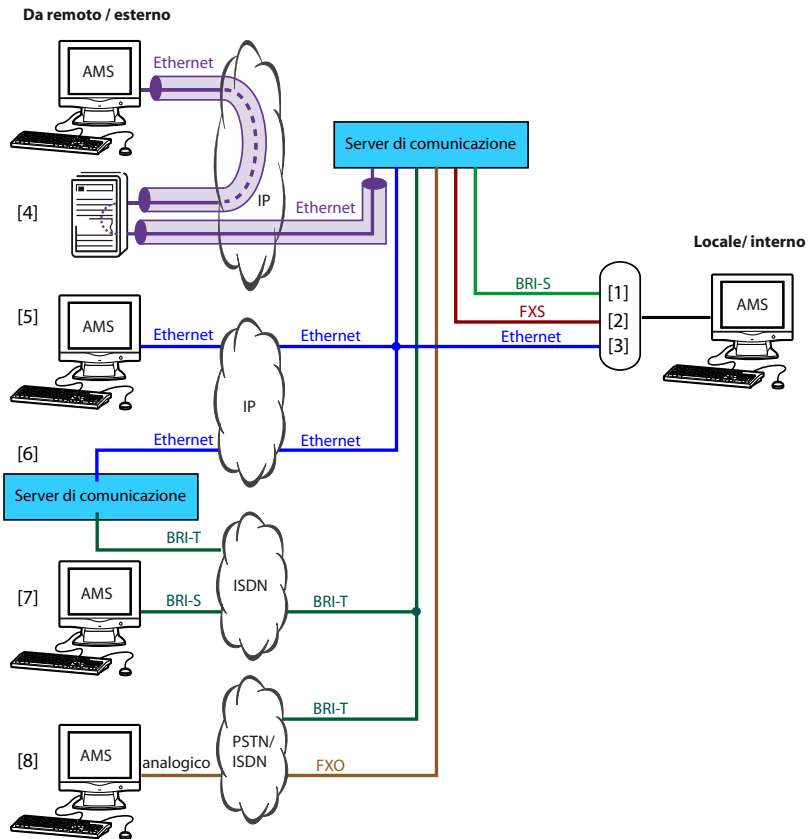 Da remoto / esterno
AMS
Ethernet
Server di comunicazione
[4]
IP
Ethernet
Locale/ interno
BRI-S
[1]
AMS
FXS
[2]
[5]
AMS
Ethernet
Ethernet
Ethernet
[3]
IP
[6]
Ethernet
Ethernet
Server di comunicazione
BRI-T
ISDN
[7]
AMS
BRI-S
BRI-T
BRI-T
PSTN/
ISDN
[8]
AMS
analogico
FXO